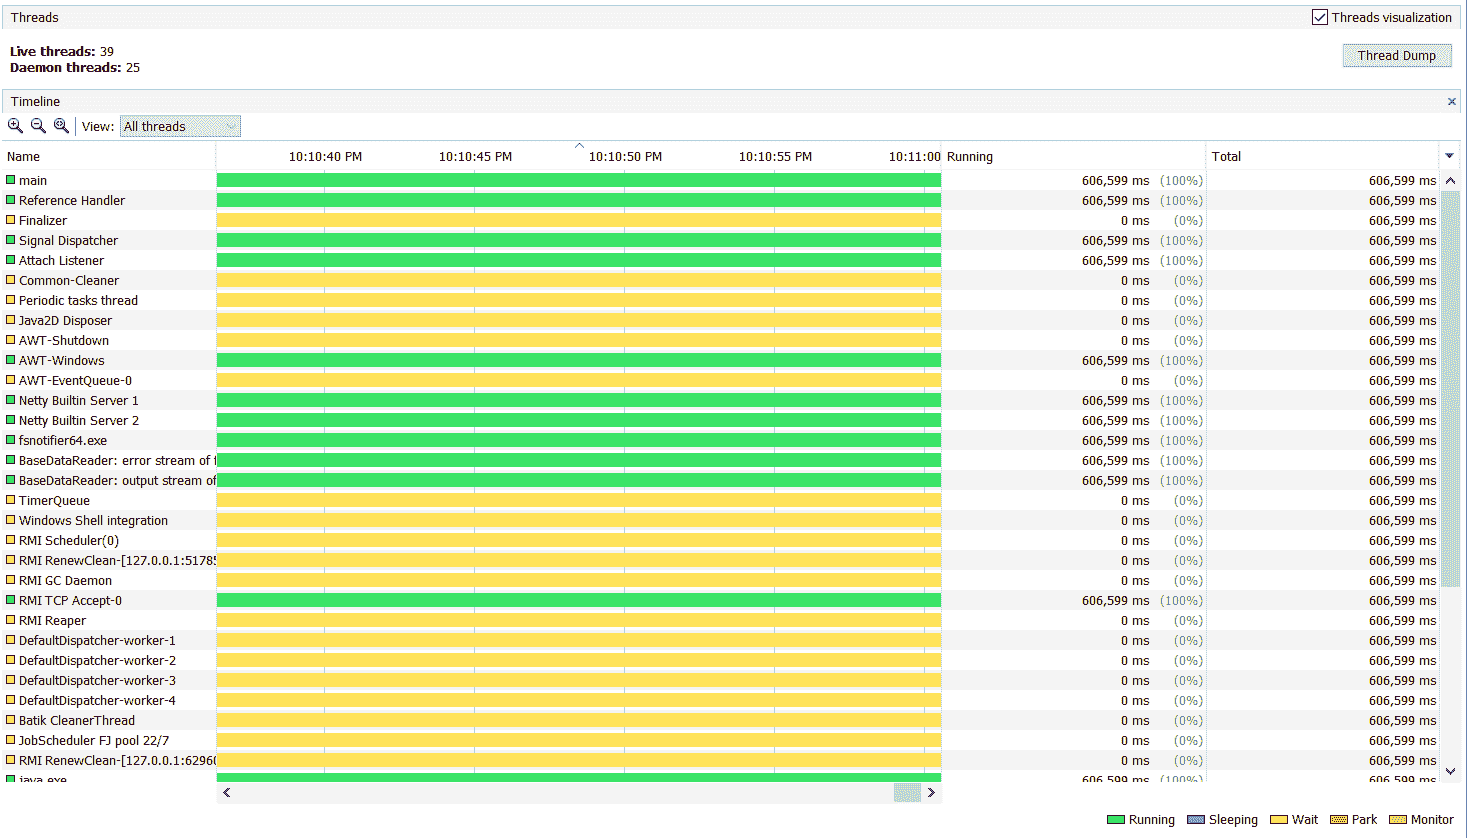 Threads Threads visualization
Live threads: 39
Thread Dump
Daemon threads: 25
Timeline
View: All threads
Name 10:10:40 PM 10:10:45 PM 10:10:50 PM 10:10:55 PM 10:11:00 Running Total
main 606,599 ms (100%) 606,599 ms
Reference Handler 606,599 ms (100%) 606,599 ms
Finalizer 0 ms (0%) 606,599 ms
Signal Dispatcher 606,599 ms (100%) 606,599 ms
Attach Listener 606,599 ms (100%) 606,599 ms
Common-Cleaner 0 ms (0%) 606,599 ms
Periodic tasks thread 0 ms (0%) 606,599 ms
Java2D Disposer 0 ms (0%) 606,599 ms
AWT-Shutdown 0 ms (0%) 606,599 ms
AWT-Windows 606,599 ms (100%) 606,599 ms
AWT-EventQueue-0 0 ms (0%) 606,599 ms
Netty Builtin Server 1 606,599 ms (100%) 606,599 ms
Netty Builtin Server 2 606,599 ms (100%) 606,599 ms
fsnotifier64.exe 606,599 ms (100%) 606,599 ms
BaseDataReader: error stream of f 606,599 ms (100%) 606,599 ms
BaseDataReader: output stream of 606,599 ms (100%) 606,599 ms
TimerQueue 0 ms (0%) 606,599 ms
Windows Shell integration 0 ms (0%) 606,599 ms
RMI Scheduler(0) 0 ms (0%) 606,599 ms
RMI RenewClean-[127.0.0.1:51785 0 ms (0%) 606,599 ms
RMI GC Daemon 0 ms (0%) 606,599 ms
RMI TCP Accept-0 606,599 ms (100%) 606,599 ms
RMI Reaper 0 ms (0%) 606,599 ms
DefaultDispatcher-worker-1 0 ms (0%) 606,599 ms
DefaultDispatcher-worker-2 0 ms (0%) 606,599 ms
DefaultDispatcher-worker-3 0 ms (0%) 606,599 ms
DefaultDispatcher-worker-4 0 ms (0%) 606,599 ms
Batik CleanerThread 0 ms (0%) 606,599 ms
JobScheduler FJ pool 22/7 0 ms (0%) 606,599 ms
RMI RenewClean-[127.0.0.1:62960 0 ms (0%) 606,599 ms
java.exe 606,599 ms (100%) 606,599 ms
Running Sleeping Wait Park Monitor